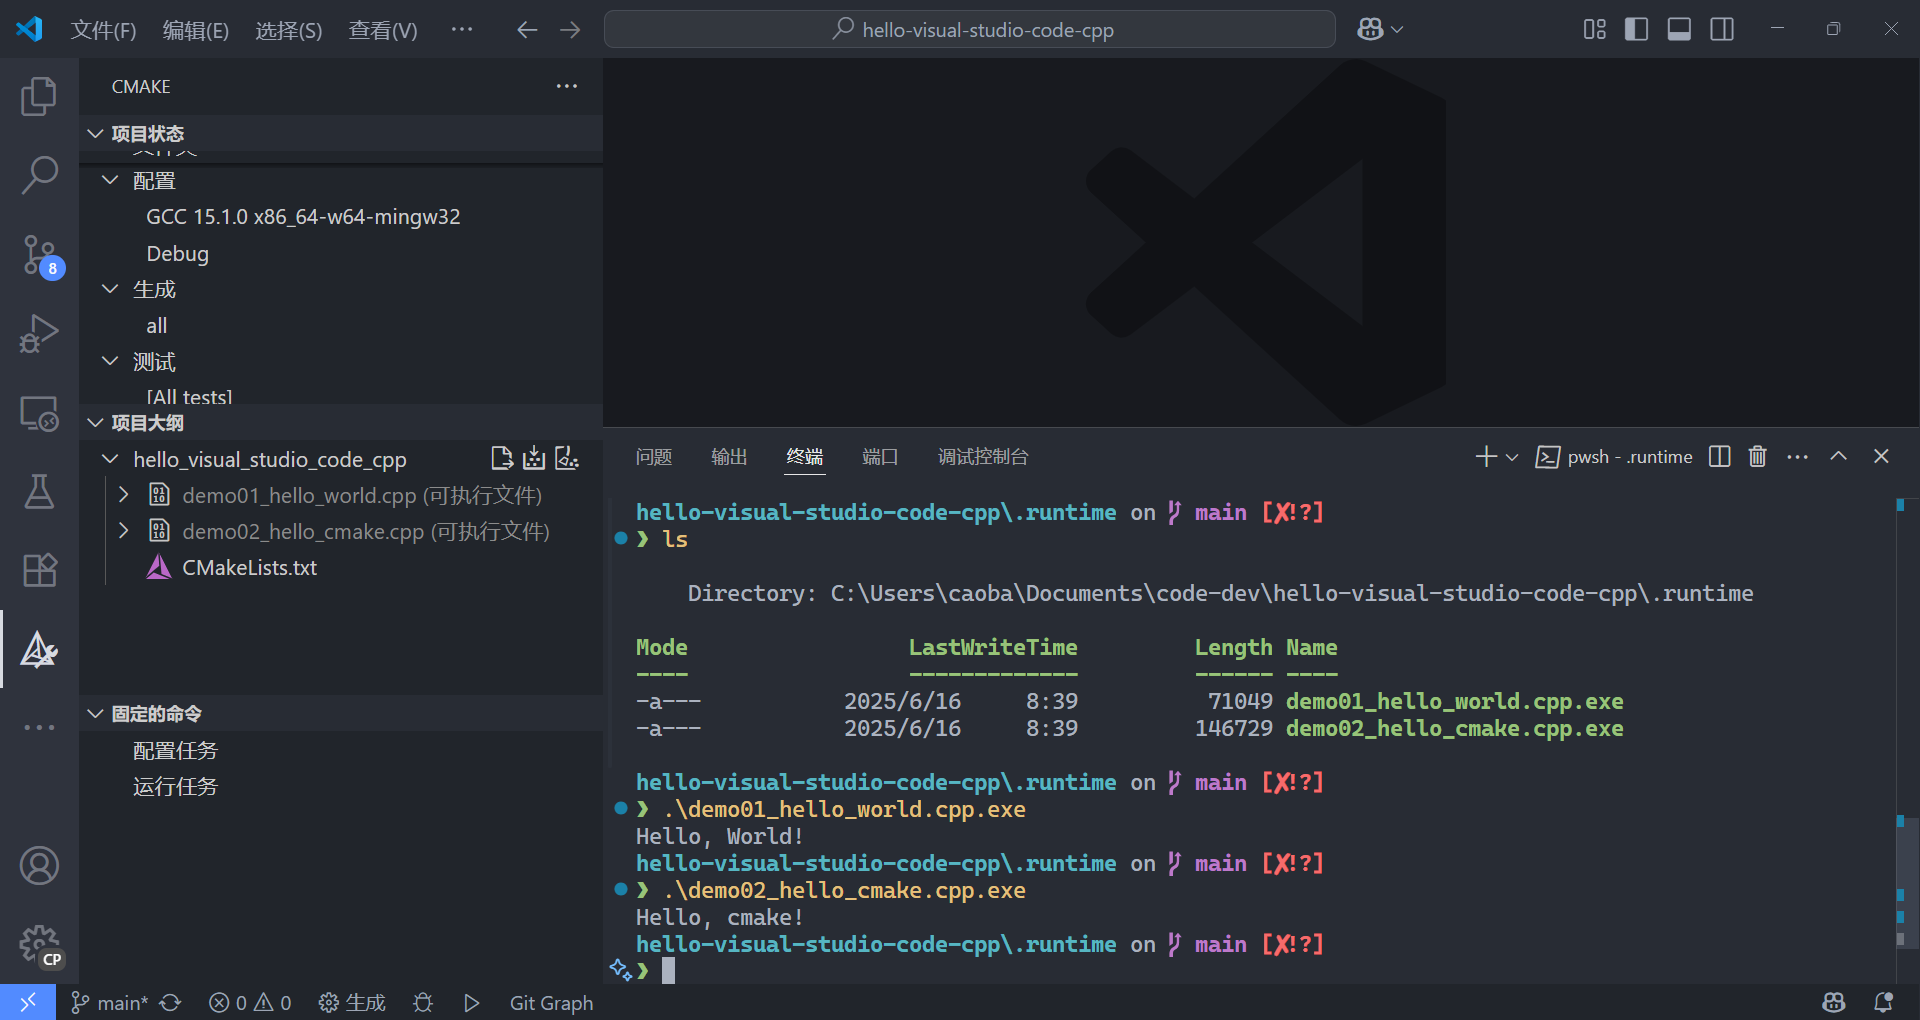 文件(F) 编辑(E) 选择(S) 查看(V) ··· hello-visual-studio-code-cpp
CMAKE
项目状态
配置
GCC 15.1.0 x86_64-w64-mingw32
Debug
生成
all
测试
[All tests]
项目大纲
hello_visual_studio_code_cpp
demo01_hello_world.cpp (可执行文件)
demo02_hello_cmake.cpp (可执行文件)
CMakeLists.txt
固定的命令
配置任务
运行任务
8
CP
问题 输出 终端 端口 调试控制台 pwsh - .runtime
hello-visual-studio-code-cpp\.runtime on main [✘!?]
❯ ls
Directory: C:\Users\caoba\Documents\code-dev\hello-visual-studio-code-cpp\.runtime
Mode LastWriteTime Length Name
---- ------------- ------ ----
-a--- 2025/6/16 8:39 71049 demo01_hello_world.cpp.exe
-a--- 2025/6/16 8:39 146729 demo02_hello_cmake.cpp.exe
hello-visual-studio-code-cpp\.runtime on main [✘!?]
❯ .\demo01_hello_world.cpp.exe
Hello, World!
hello-visual-studio-code-cpp\.runtime on main [✘!?]
❯ .\demo02_hello_cmake.cpp.exe
Hello, cmake!
hello-visual-studio-code-cpp\.runtime on main [✘!?]
❯
main* 0 0 生成 Git Graph